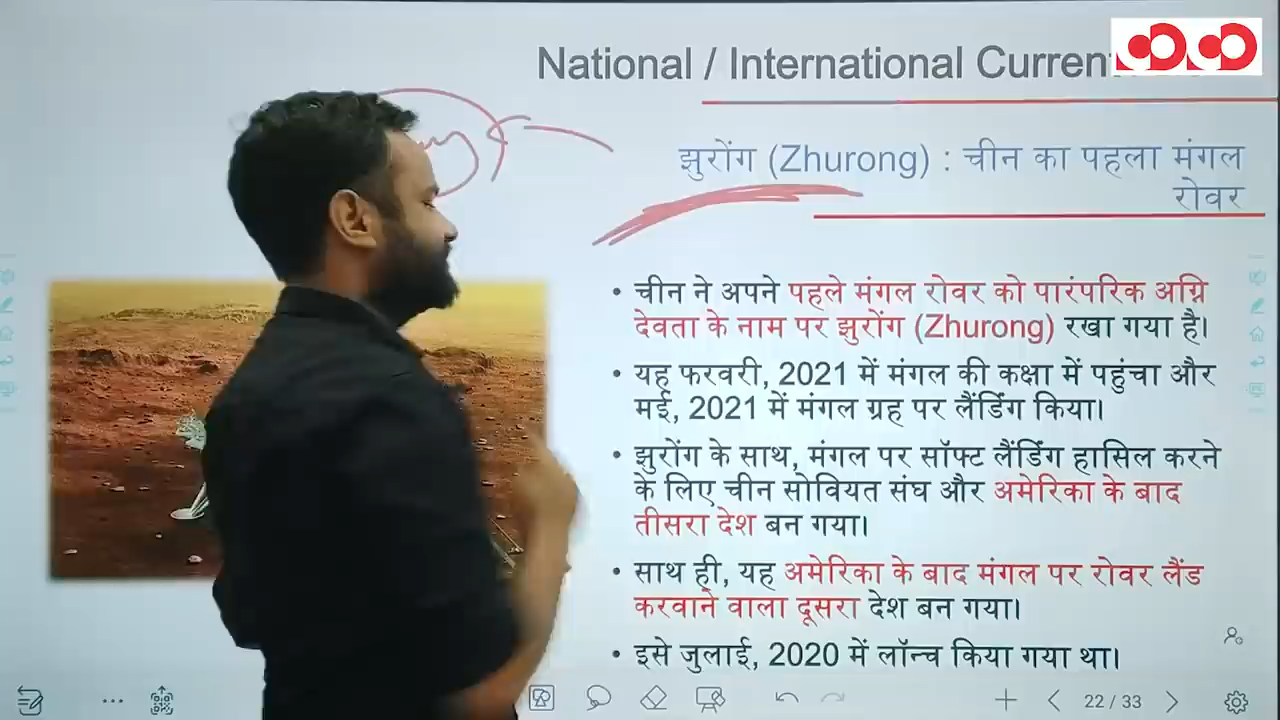 National / International Current
झुरोंग (Zhurong) : चीन का पहला मंगल
रोवर
• चीन ने अपने पहले मंगल रोवर को पारंपरिक अग्नि
देवता के नाम पर झुरोंग (Zhurong) रखा गया है।
• यह फरवरी, 2021 में मंगल की कक्षा में पहुंचा और
मई, 2021 में मंगल ग्रह पर लैंडिंग किया।
• झुरोंग के साथ, मंगल पर सॉफ्ट लैंडिंग हासिल करने
के लिए चीन सोवियत संघ और अमेरिका के बाद
तीसरा देश बन गया।
• साथ ही, यह अमेरिका के बाद मंगल पर रोवर लैंड
करवाने वाला दूसरा देश बन गया।
• इसे जुलाई, 2020 में लॉन्च किया गया था।
22 / 33